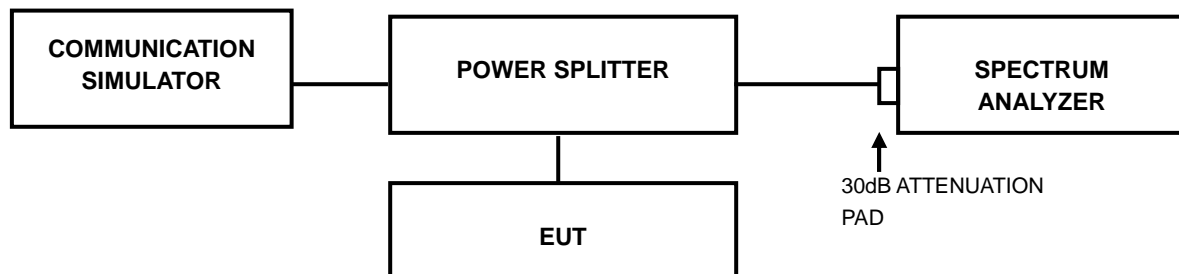 COMMUNICATION
SIMULATOR
POWER SPLITTER
SPECTRUM
ANALYZER
30dB ATTENUATION
PAD
EUT